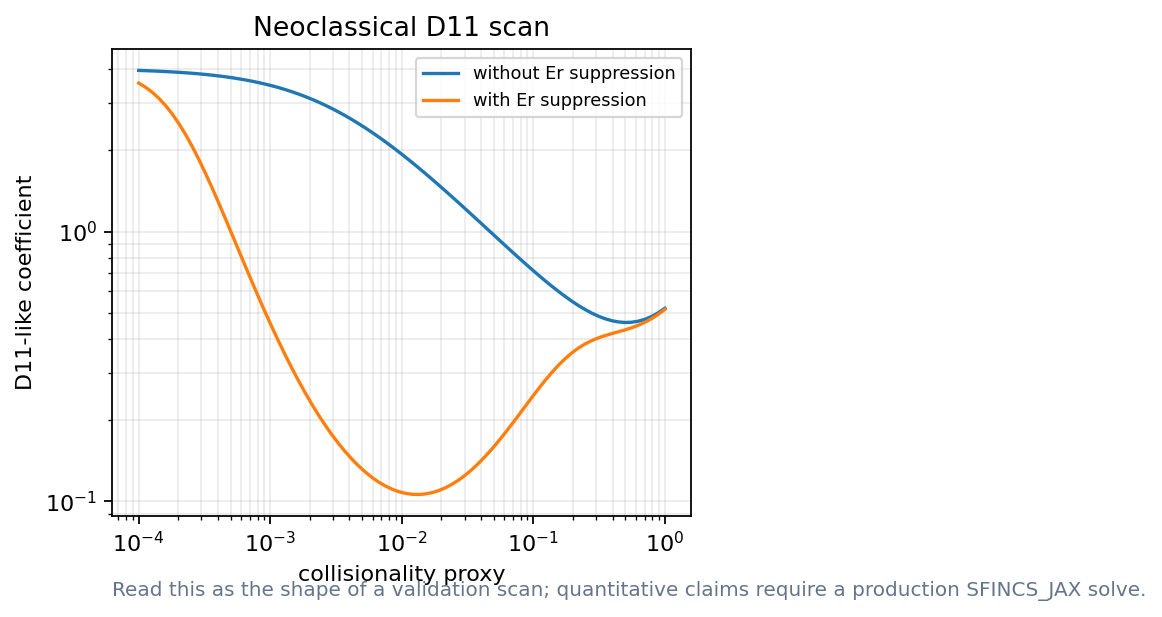 Neoclassical D11 scan
without Er suppression
with Er suppression
D11-like coefficient
10⁰
10⁻¹
10⁻⁴ 10⁻³ 10⁻² 10⁻¹ 10⁰
collisionality proxy
Read this as the shape of a validation scan; quantitative claims require a production SFINCS_JAX solve.